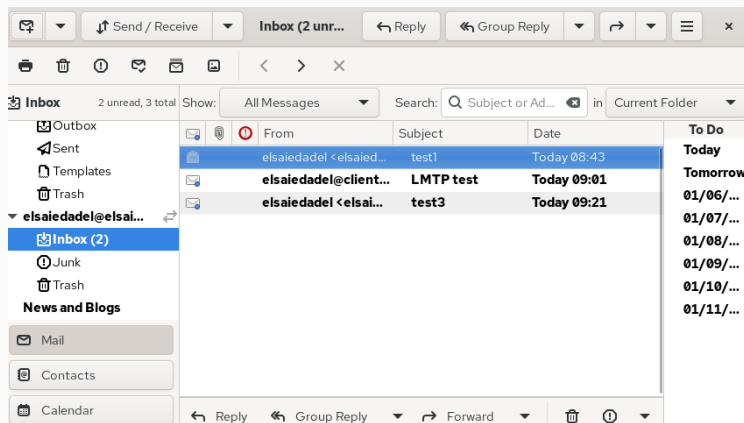 Send / Receive Inbox (2 unr... Reply Group Reply
Inbox 2 unread, 3 total Show: All Messages Search: Subject or Ad... in Current Folder
Outbox
Sent
Templates
Trash
elsaiedadel@elsai...
Inbox (2)
Junk
Trash
News and Blogs
Mail
Contacts
Calendar
From Subject Date
elsaiedadel <elsaied... test1 Today 08:43
elsaiedadel@client... LMTP test Today 09:01
elsaiedadel <elsai... test3 Today 09:21
Reply Group Reply Forward
To Do
Today
Tomorrow
01/06/...
01/07/...
01/08/...
01/09/...
01/10/...
01/11/...